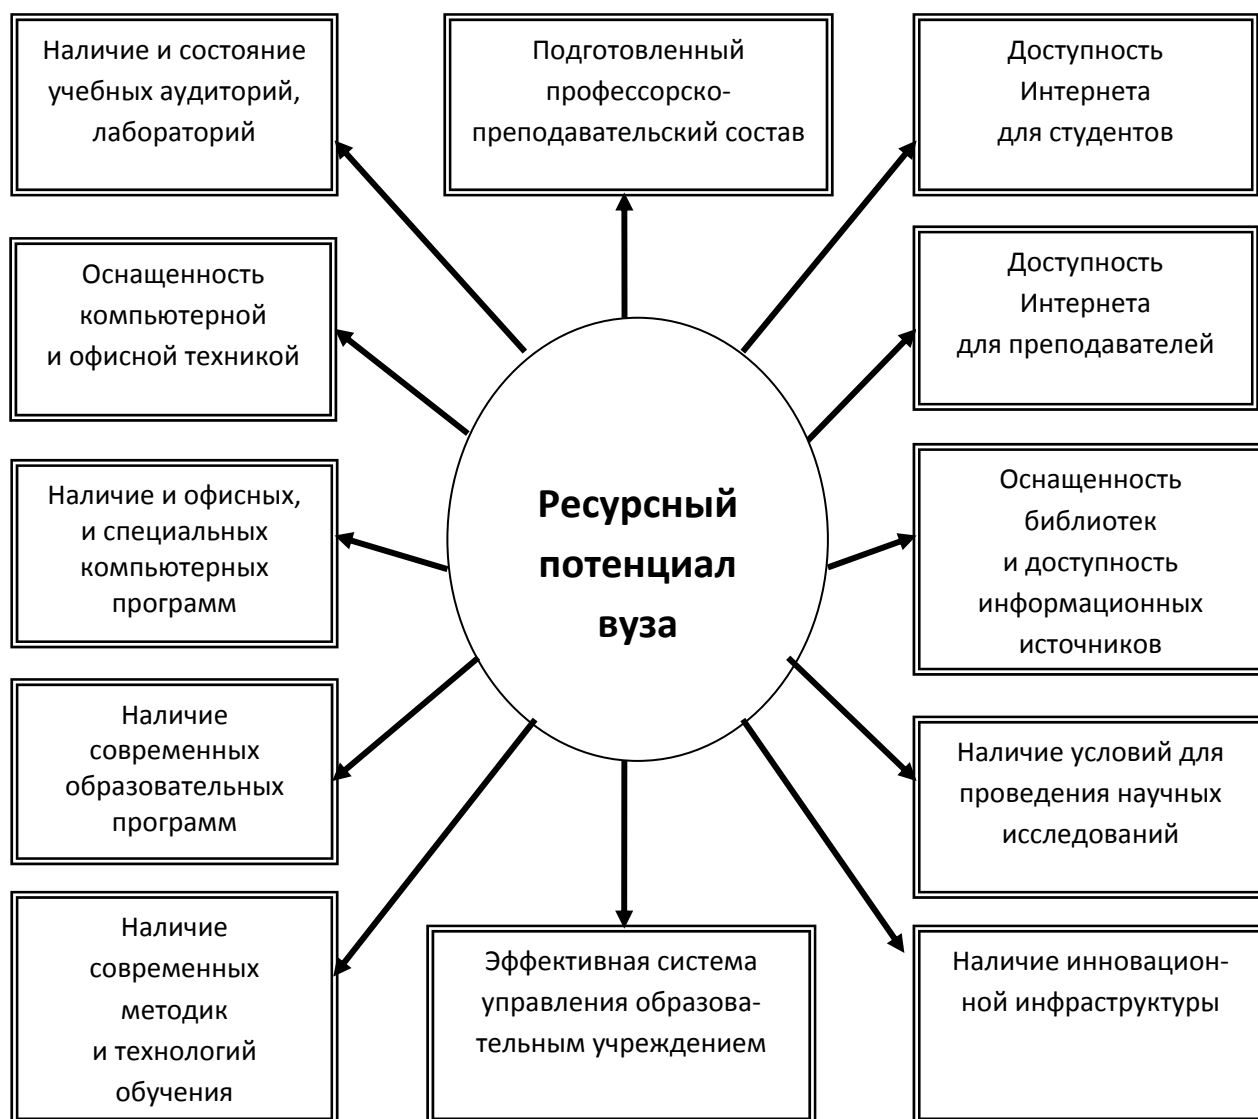 Наличие и состояние
учебных аудиторий,
лабораторий
Подготовленный
профессорско-
преподавательский состав
Доступность
Интернета
для студентов
Оснащенность
компьютерной
и офисной техникой
Доступность
Интернета
для преподавателей
Наличие и офисных,
и специальных
компьютерных
программ
Ресурсный
потенциал
вуза
Оснащенность
библиотек
и доступность
информационных
источников
Наличие
современных
образовательных
программ
Наличие условий для
проведения научных
исследований
Наличие
современных
методик
и технологий
обучения
Эффективная система
управления образова-
тельным учреждением
Наличие инновацион-
ной инфраструктуры